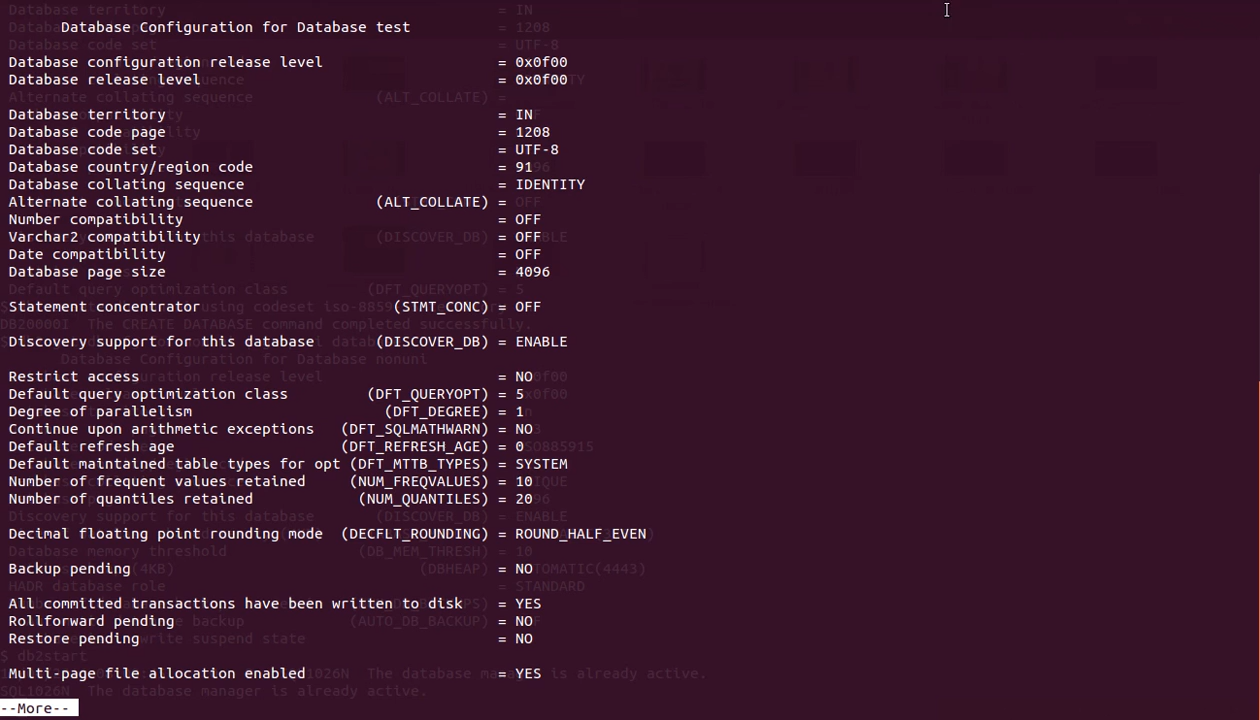 Database Configuration for Database test
Database configuration release level = 0x0f00
Database release level = 0x0f00
Database territory = IN
Database code page = 1208
Database code set = UTF-8
Database country/region code = 91
Database collating sequence = IDENTITY
Alternate collating sequence (ALT_COLLATE) =
Number compatibility = OFF
Varchar2 compatibility = OFF
Date compatibility = OFF
Database page size = 4096
Statement concentrator (STMT_CONC) = OFF
Discovery support for this database (DISCOVER_DB) = ENABLE
Restrict access = NO
Default query optimization class (DFT_QUERYOPT) = 5
Degree of parallelism (DFT_DEGREE) = 1
Continue upon arithmetic exceptions (DFT_SQLMATHWARN) = NO
Default refresh age (DFT_REFRESH_AGE) = 0
Default maintained table types for opt (DFT_MTTB_TYPES) = SYSTEM
Number of frequent values retained (NUM_FREQVALUES) = 10
Number of quantiles retained (NUM_QUANTILES) = 20
Decimal floating point rounding mode (DECFLT_ROUNDING) = ROUND_HALF_EVEN
Backup pending = NO
All committed transactions have been written to disk = YES
Rollforward pending = NO
Restore pending = NO
Multi-page file allocation enabled = YES
--More--